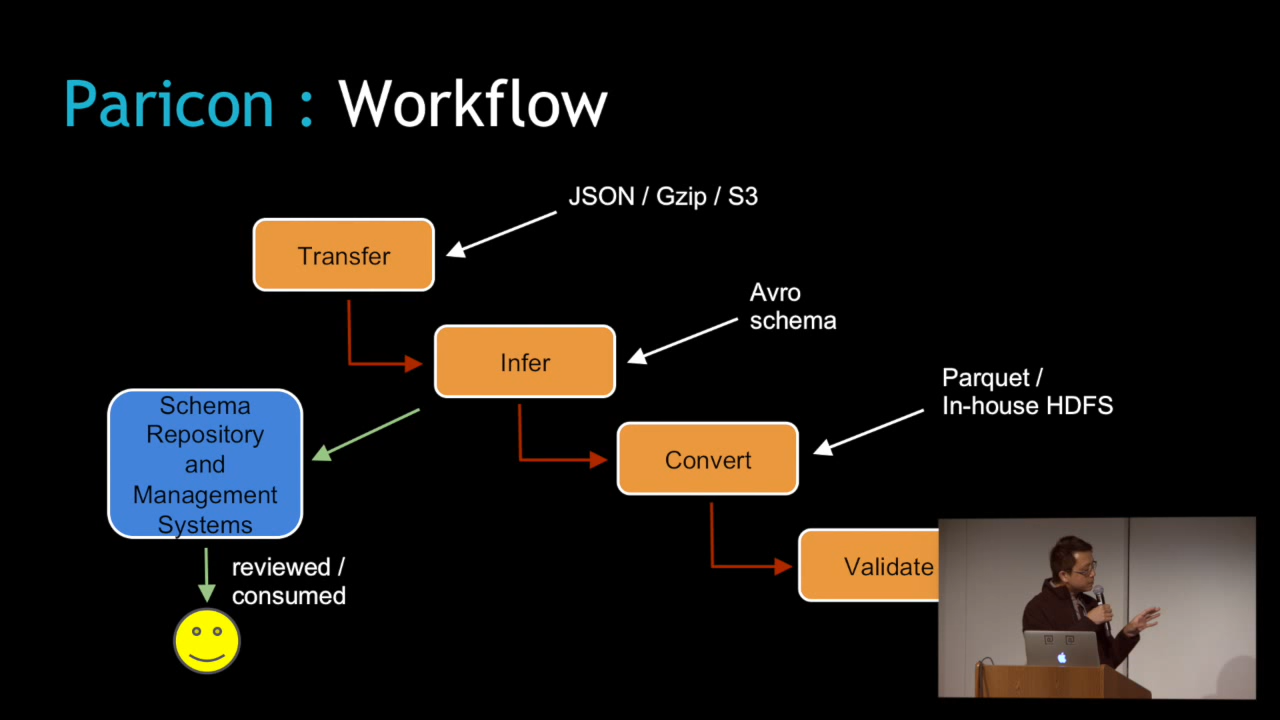 Paricon : Workflow
JSON / Gzip / S3
Transfer
Avro
schema
Infer
Parquet /
In-house HDFS
Schema
Repository
and
Management
Systems
Convert
Validate
reviewed /
consumed